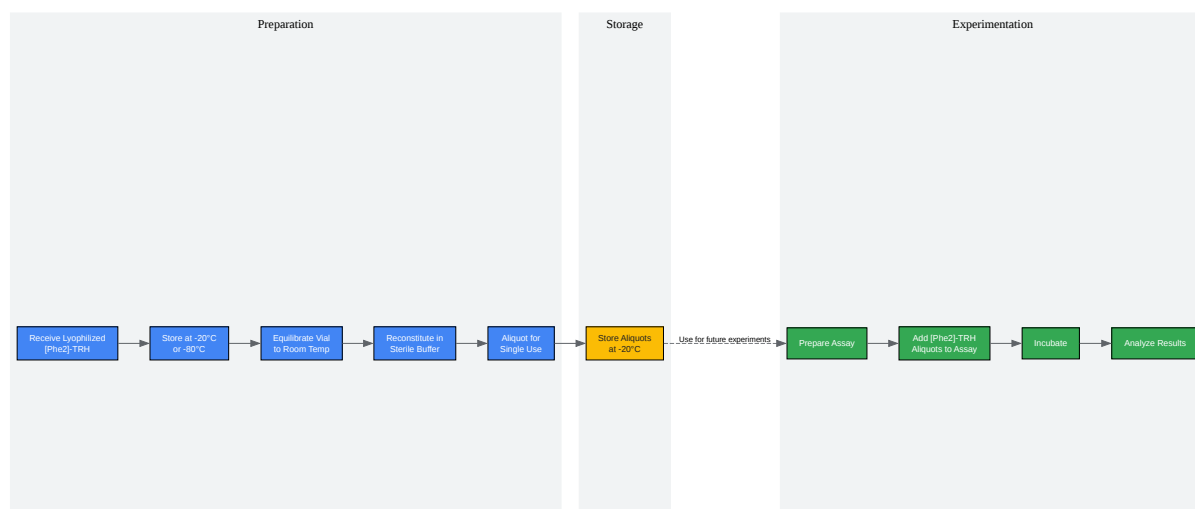 Preparation
Storage
Experimentation
Receive Lyophilized
[Phe2]-TRH
Store at -20°C
or -80°C
Equilibrate Vial
to Room Temp
Reconstitute in
Sterile Buffer
Aliquot for
Single Use
Store Aliquots
at -20°C
Use for future experiments
Prepare Assay
Add [Phe2]-TRH
Aliquots to Assay
Incubate
Analyze Results